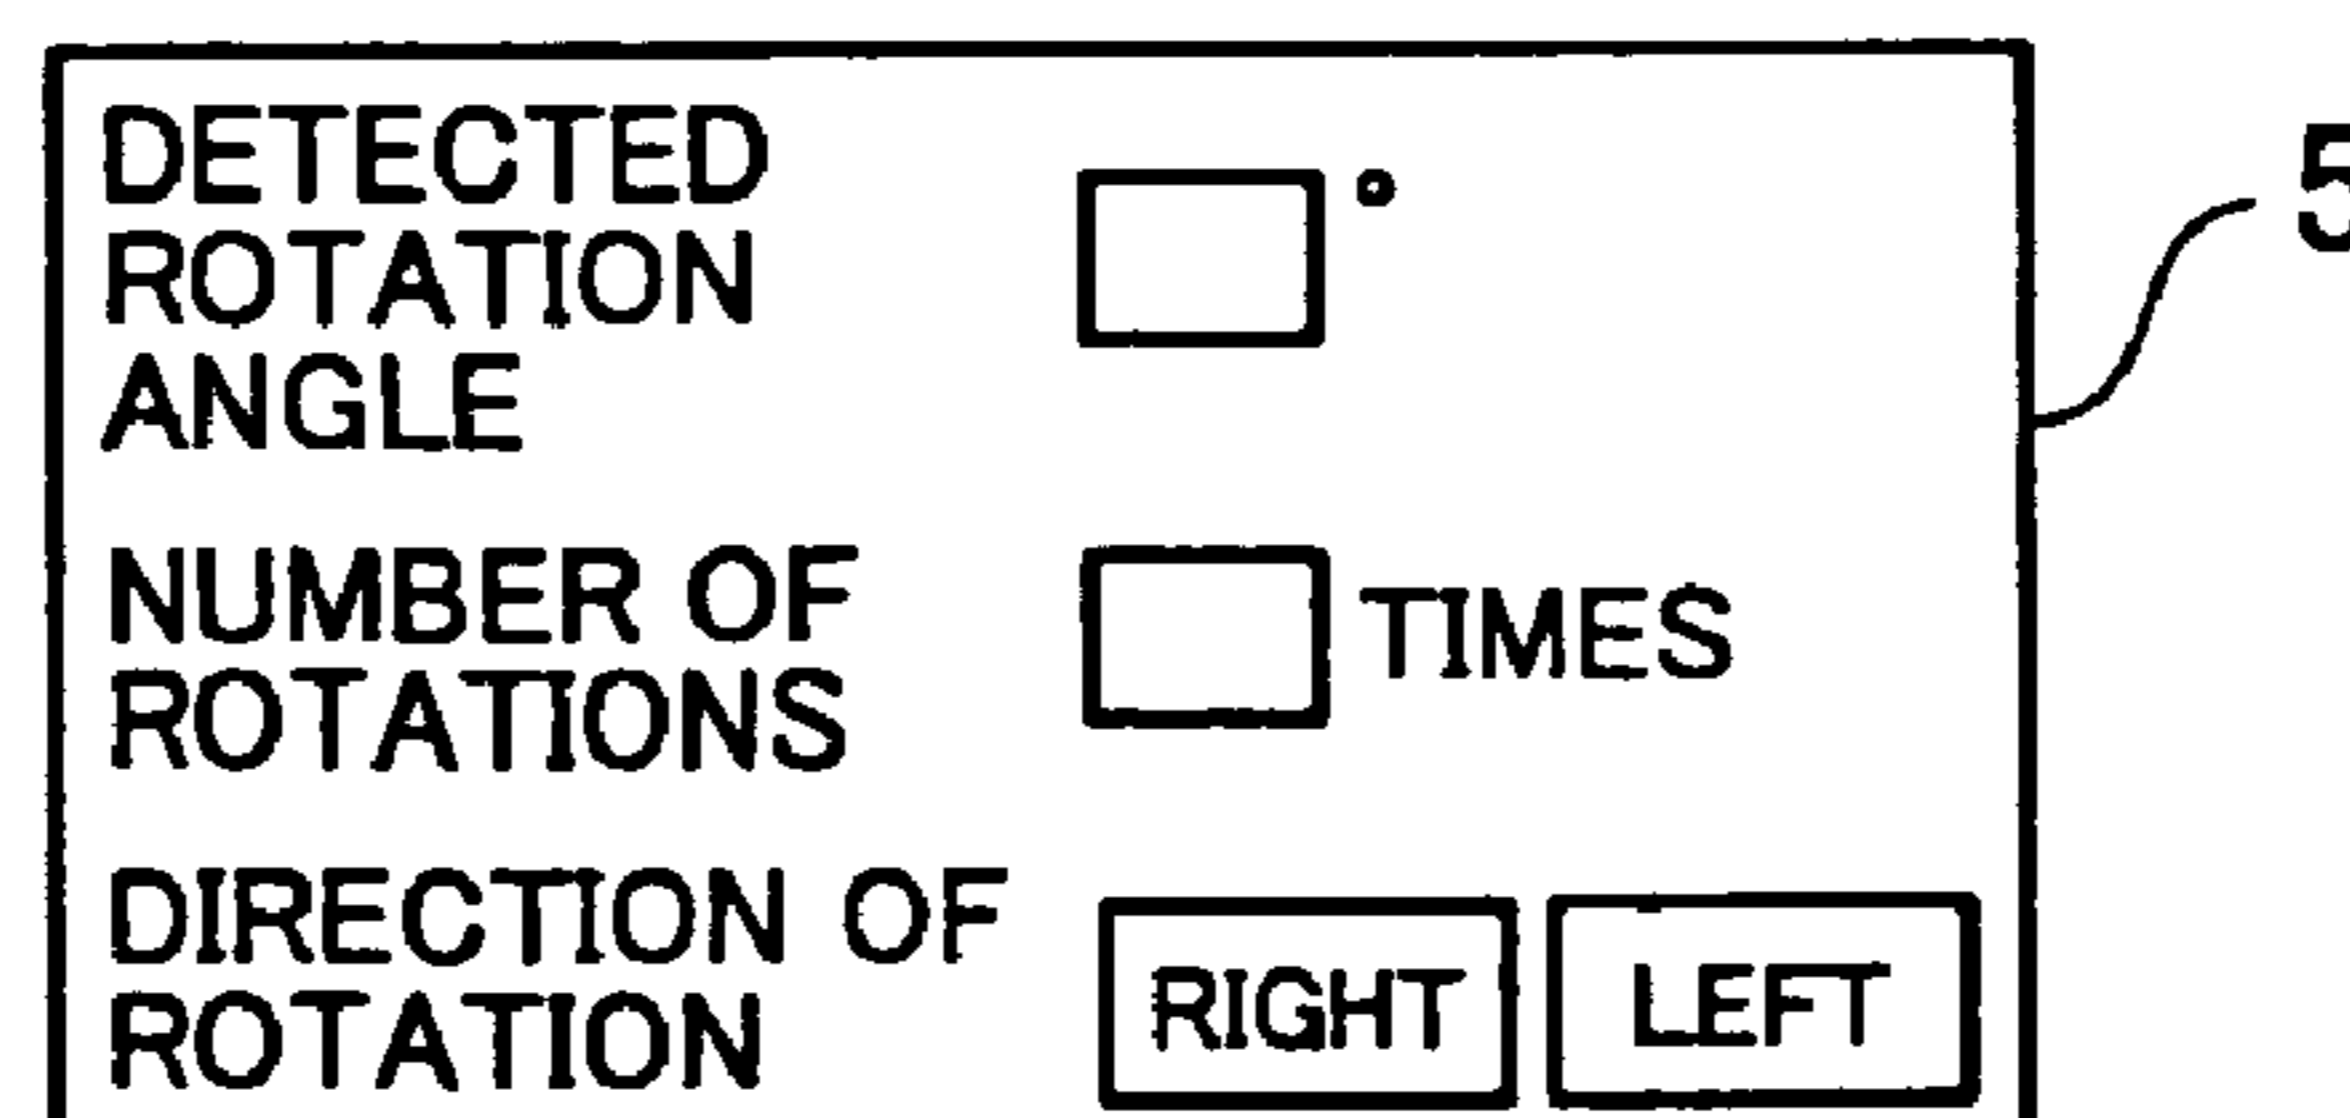 DETECTED
ROTATION
ANGLE
°
NUMBER OF
ROTATIONS
TIMES
DIRECTION OF
ROTATION
RIGHT
LEFT